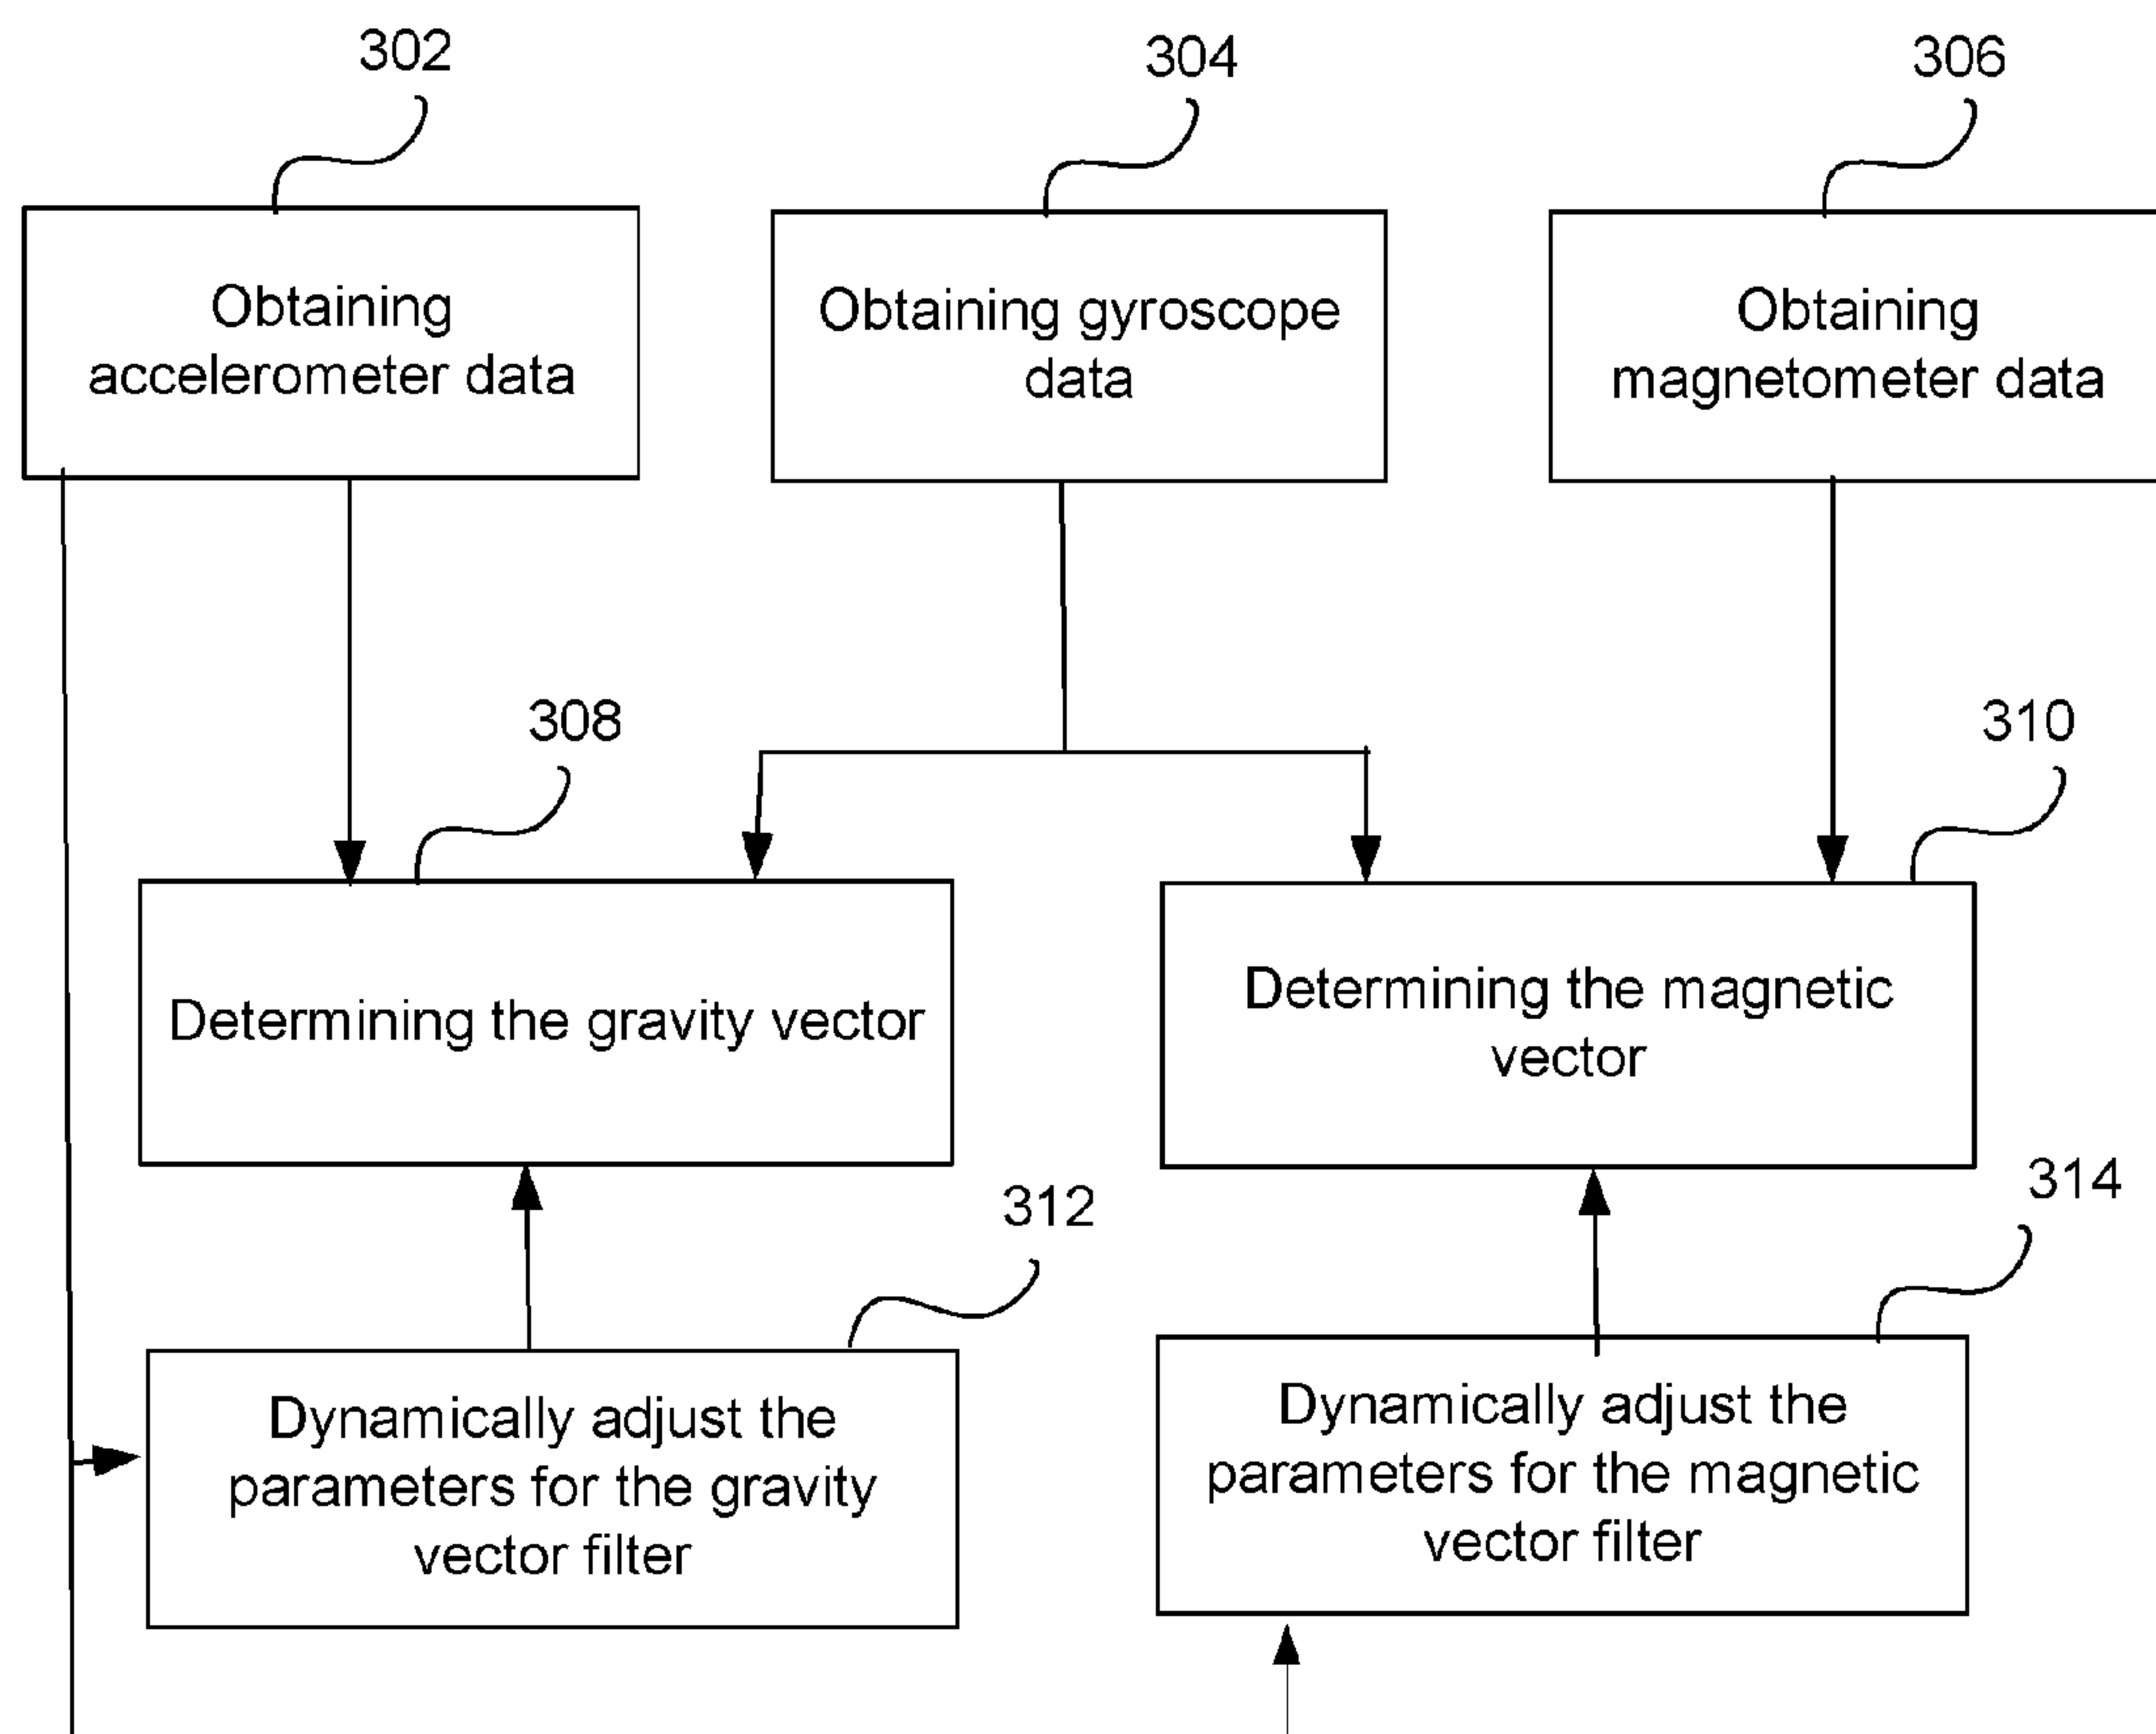 302
304
306
Obtaining
accelerometer data
Obtaining gyroscope
data
Obtaining
magnetometer data
308
310
Determining the gravity vector
Determining the magnetic
vector
312
314
Dynamically adjust the
parameters for the gravity
vector filter
Dynamically adjust the
parameters for the magnetic
vector filter